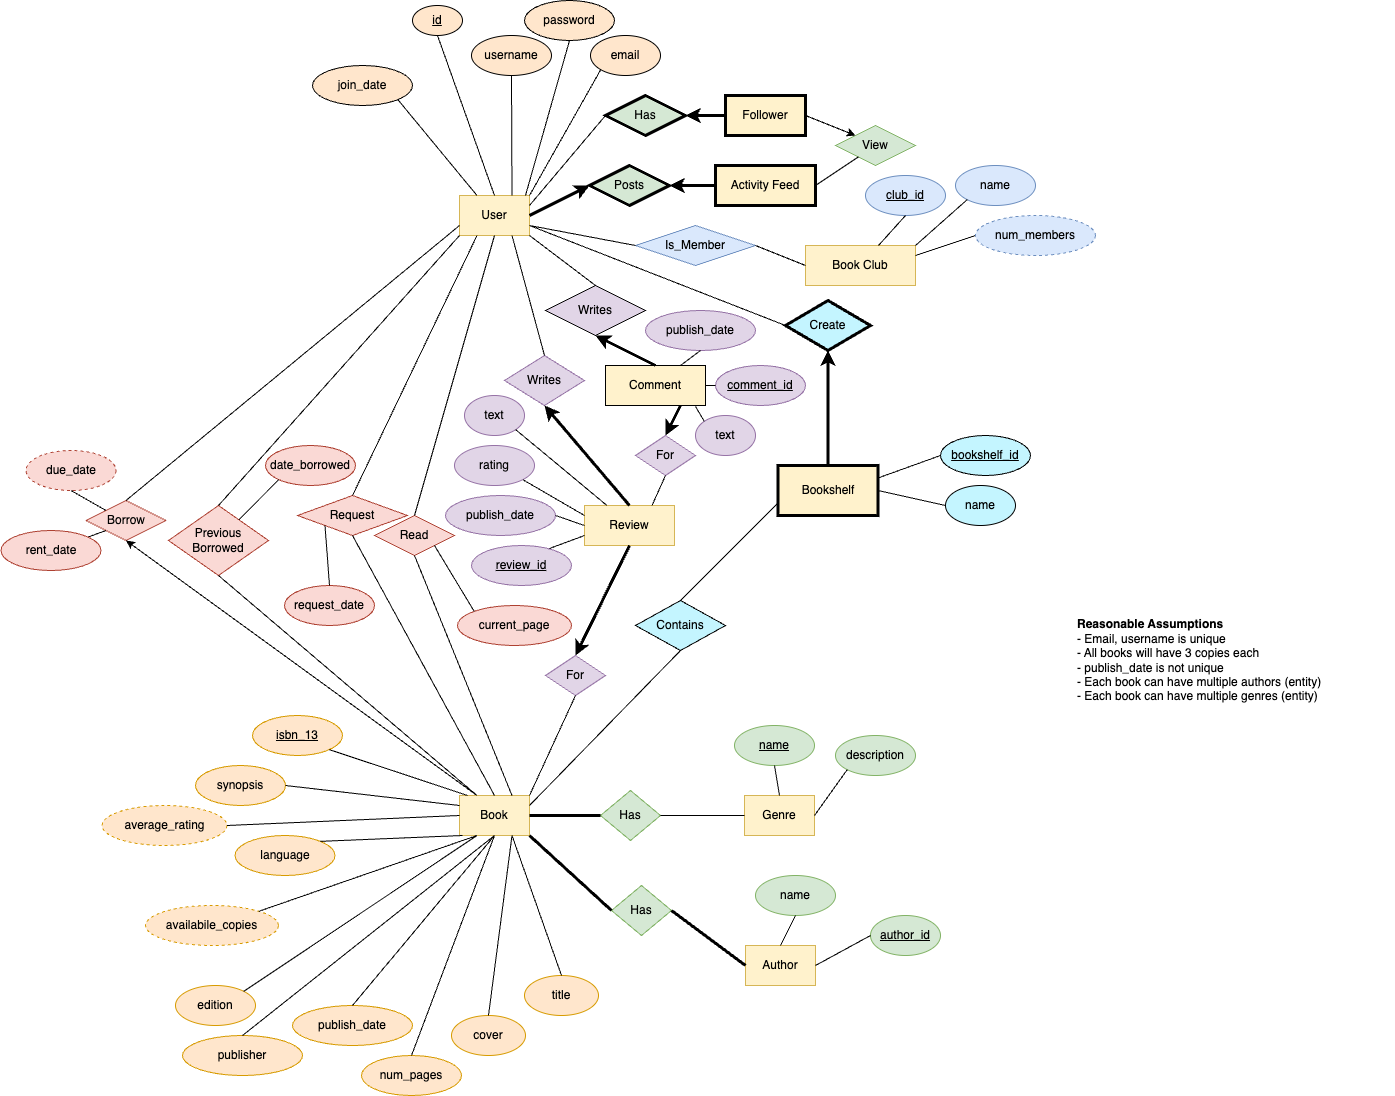 id
password
username
email
join_date
Has
Follower
View
Posts
Activity Feed
club_id
name
User
num_members
Is_Member
Book Club
Writes
publish_date
Create
Writes
Comment
comment_id
text
text
For
date_borrowed
rating
due_date
bookshelf_id
Bookshelf
name
publish_date
Request
Borrow
Review
Previous
Borrowed
Read
rent_date
review_id
request_date
current_page
Contains
Reasonable Assumptions
- Email, username is unique
- All books will have 3 copies each
- publish_date is not unique
- Each book can have multiple authors (entity)
- Each book can have multiple genres (entity)
For
isbn_13
name
description
synopsis
average_rating
Book
Has
Genre
language
name
Has
availabile_copies
author_id
Author
title
edition
publish_date
cover
publisher
num_pages